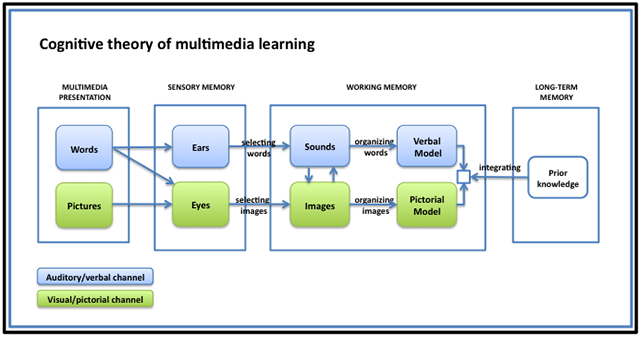 Cognitive theory of multimedia learning
MULTIMEDIA
PRESENTATION
SENSORY MEMORY
WORKING MEMORY
LONG-TERM
MEMORY
Words
Ears
selecting
words
Sounds
organizing
words
Verbal
Model
integrating
Prior
knowledge
Pictures
Eyes
selecting
images
Images
organizing
images
Pictorial
Model
Auditory/verbal channel
Visual/pictorial channel